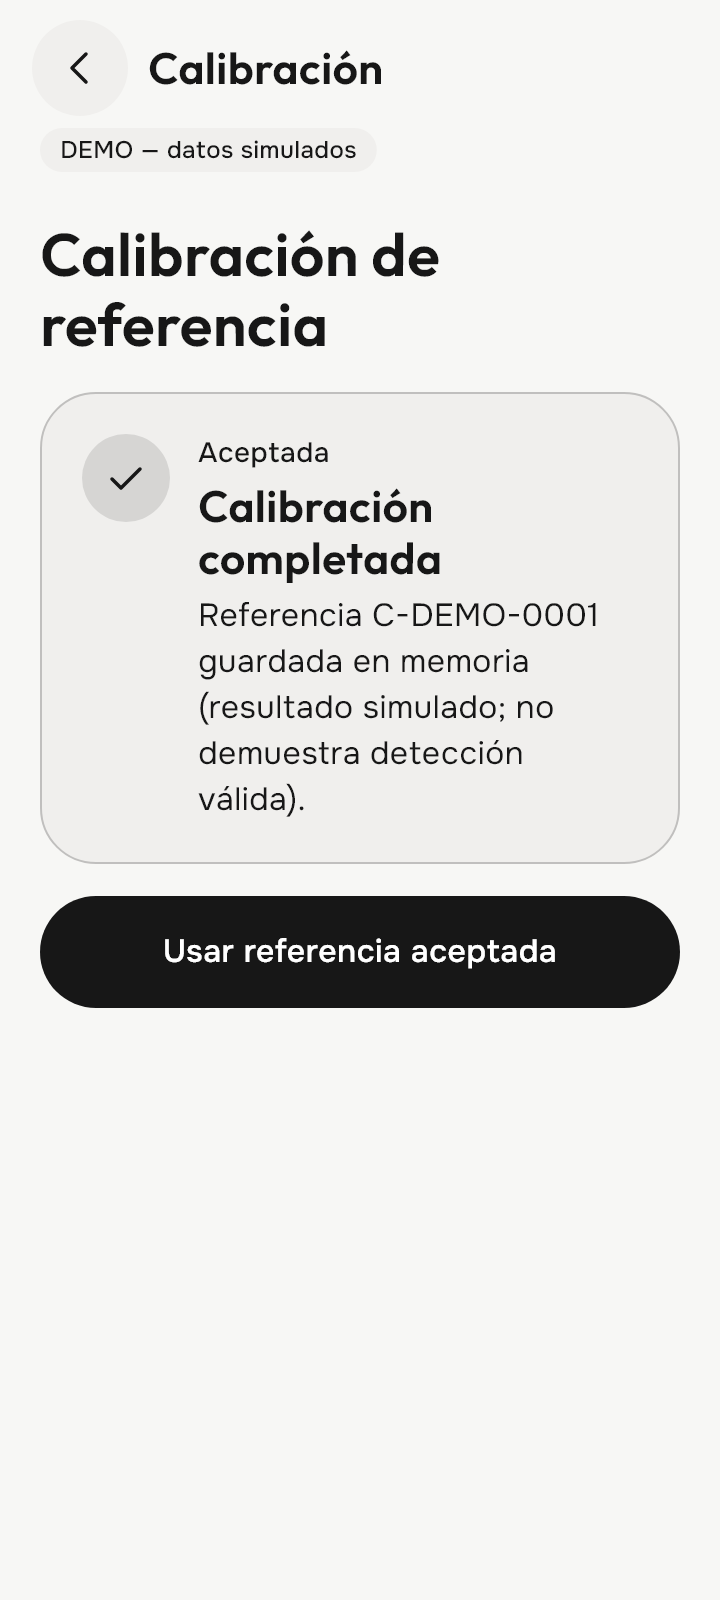 Calibración
DEMO — datos simulados
Calibración de
referencia
Aceptada
Calibración
completada
Referencia C-DEMO-0001
guardada en memoria
(resultado simulado; no
demuestra detección
válida).
Usar referencia aceptada